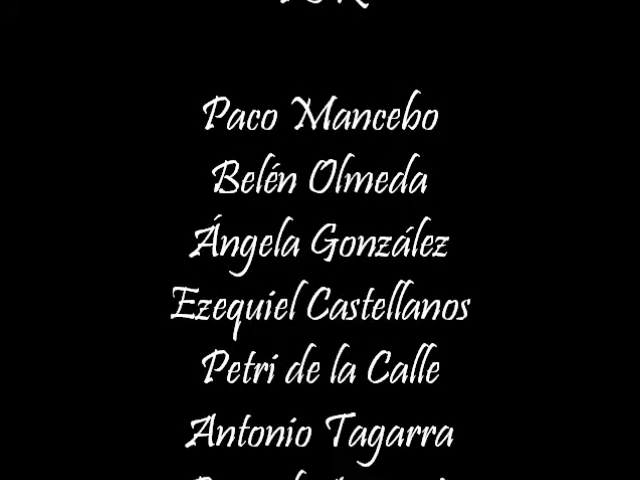 Paco Mancebo
Belén Olmeda
Ángela González
Ezequiel Castellanos
Petri de la Calle
Antonio Tagarra